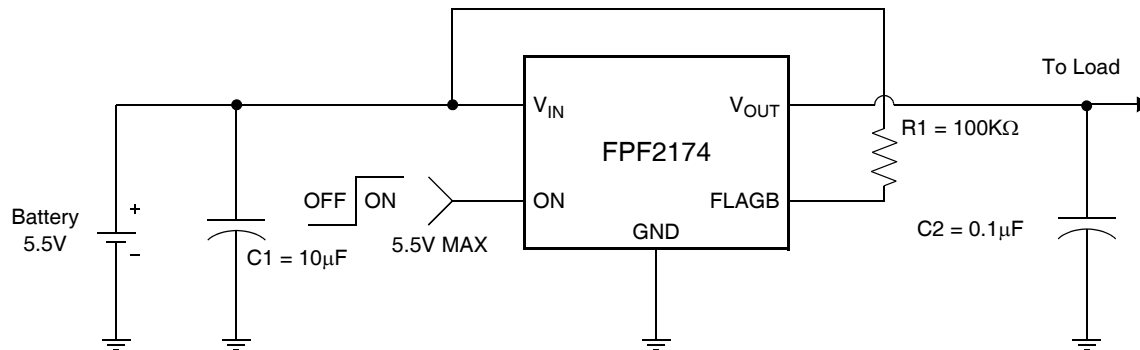 To Load
V_IN
V_OUT
R1 = 100KΩ
FPF2174
OFF
ON
ON
FLAGB
Battery
5.5V
+
−
C1 = 10μF
5.5V MAX
GND
C2 = 0.1μF